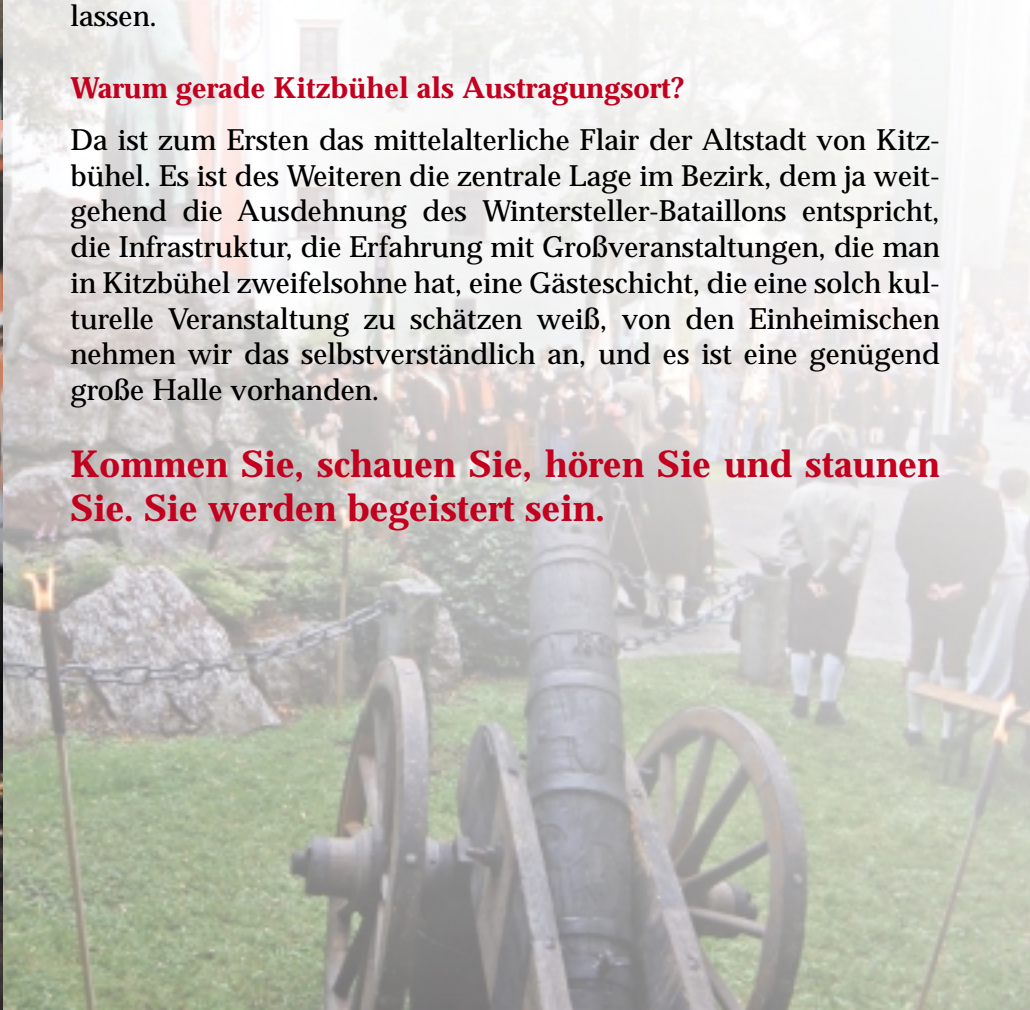 lassen.
Warum gerade Kitzbühel als Austragungsort?
Da ist zum Ersten das mittelalterliche Flair der Altstadt von Kitz-
bühel. Es ist des Weiteren die zentrale Lage im Bezirk, dem ja weit-
gehend die Ausdehnung des Wintersteller-Bataillons entspricht,
die Infrastruktur, die Erfahrung mit Großveranstaltungen, die man
in Kitzbühel zweifelsohne hat, eine Gästeschicht, die eine solch kul-
turelle Veranstaltung zu schätzen weiß, von den Einheimischen
nehmen wir das selbstverständlich an, und es ist eine genügend
große Halle vorhanden.
Kommen Sie, schauen Sie, hören Sie und staunen
Sie. Sie werden begeistert sein.